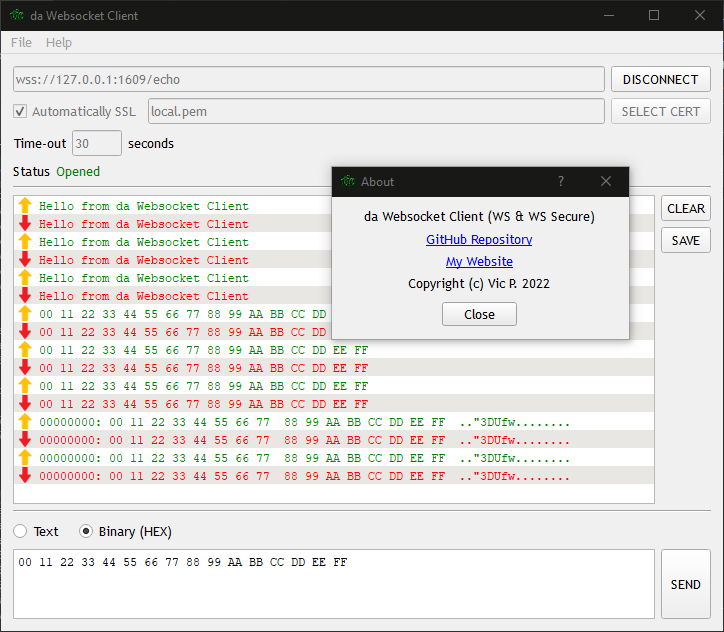 da Websocket Client
File Help
wss://127.0.0.1:1609/echo DISCONNECT
Automatically SSL local.pem SELECT CERT
Time-out 30 seconds
Status Opened
About ?
da Websocket Client (WS & WS Secure)
GitHub Repository
My Website
Copyright (c) Vic P. 2022
Close
Hello from da Websocket Client
Hello from da Websocket Client
Hello from da Websocket Client
Hello from da Websocket Client
Hello from da Websocket Client
Hello from da Websocket Client
00 11 22 33 44 55 66 77 88 99 AA BB CC DD
00 11 22 33 44 55 66 77 88 99 AA BB CC DD
00 11 22 33 44 55 66 77 88 99 AA BB CC DD EE FF
00 11 22 33 44 55 66 77 88 99 AA BB CC DD EE FF
00 11 22 33 44 55 66 77 88 99 AA BB CC DD EE FF
00 11 22 33 44 55 66 77 88 99 AA BB CC DD EE FF
00000000: 00 11 22 33 44 55 66 77  88 99 AA BB CC DD EE FF  .."3DUfw........
00000000: 00 11 22 33 44 55 66 77  88 99 AA BB CC DD EE FF  .."3DUfw........
00000000: 00 11 22 33 44 55 66 77  88 99 AA BB CC DD EE FF  .."3DUfw........
00000000: 00 11 22 33 44 55 66 77  88 99 AA BB CC DD EE FF  .."3DUfw........
CLEAR
SAVE
Text Binary (HEX)
00 11 22 33 44 55 66 77 88 99 AA BB CC DD EE FF
SEND